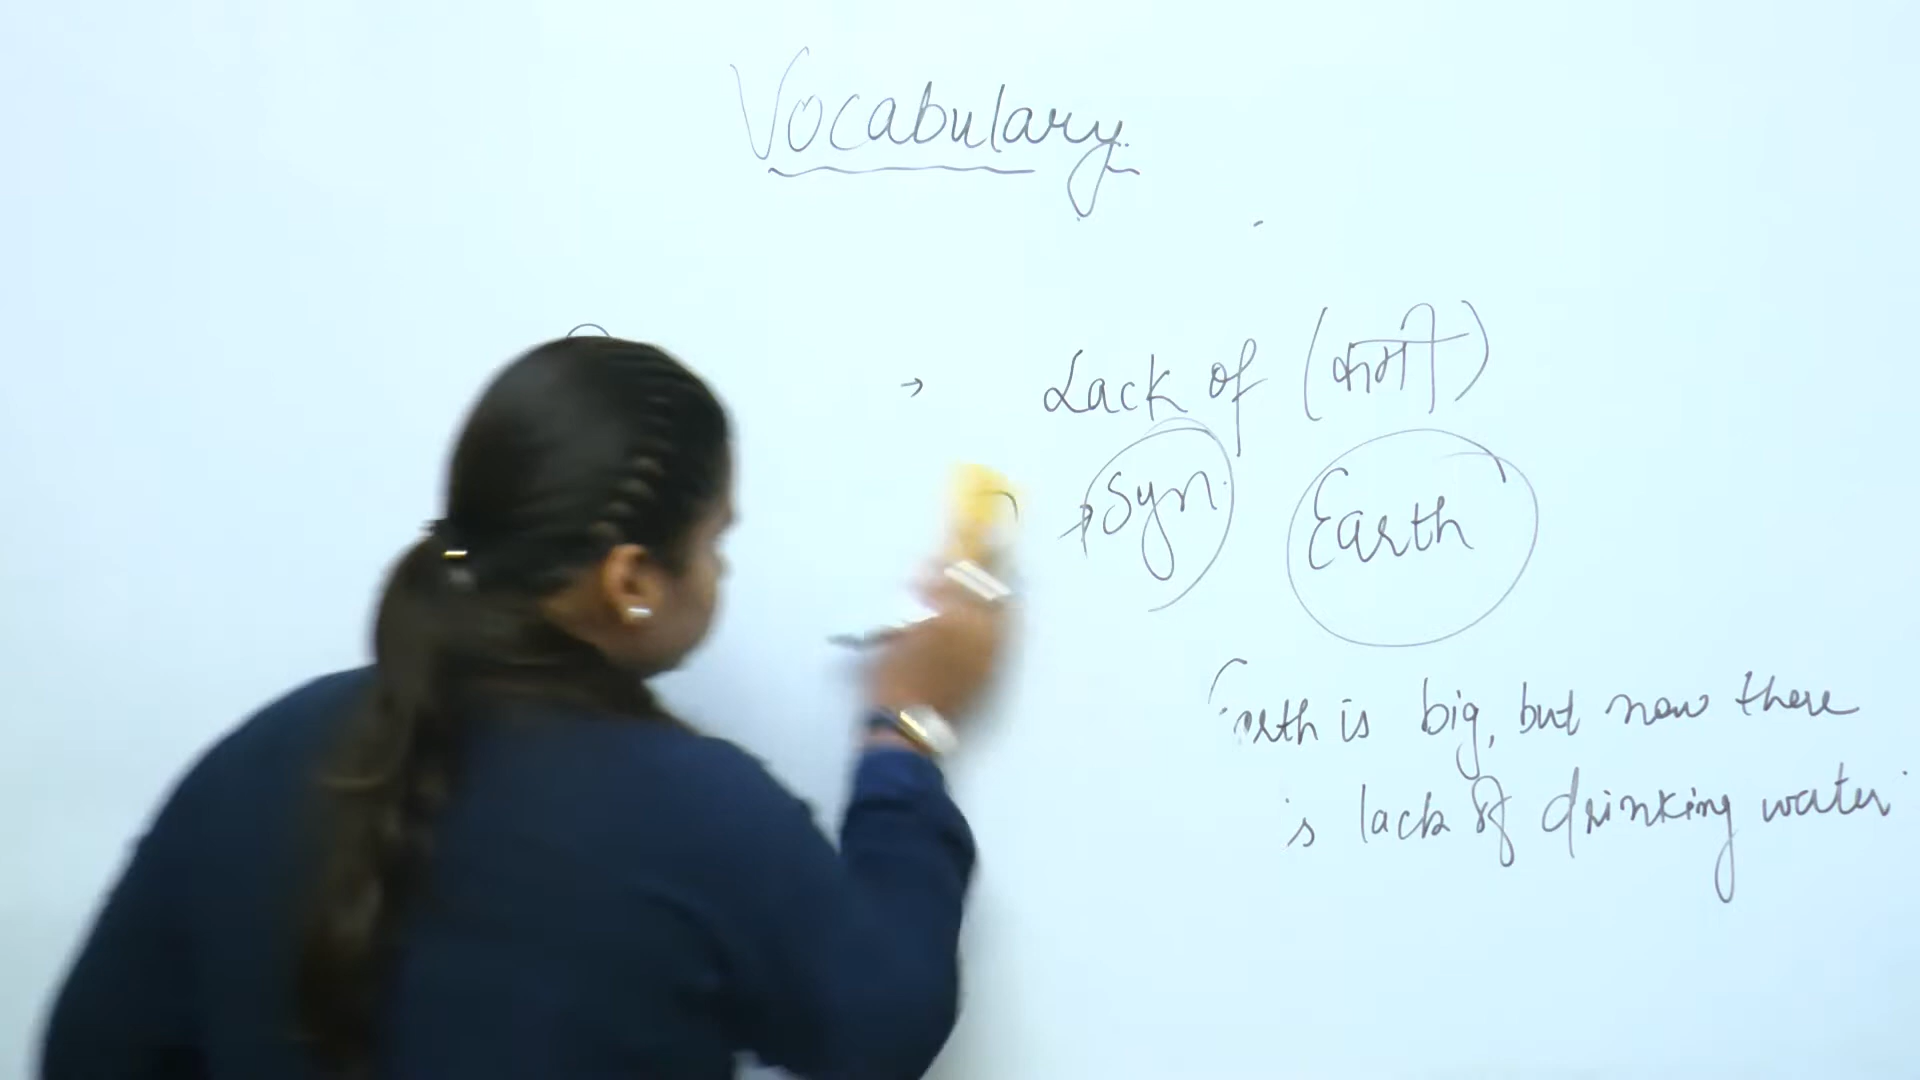 Vocabulary
→ Lack of (कमी)
Syn. Earth
Earth is big, but now there
is lack of drinking water.